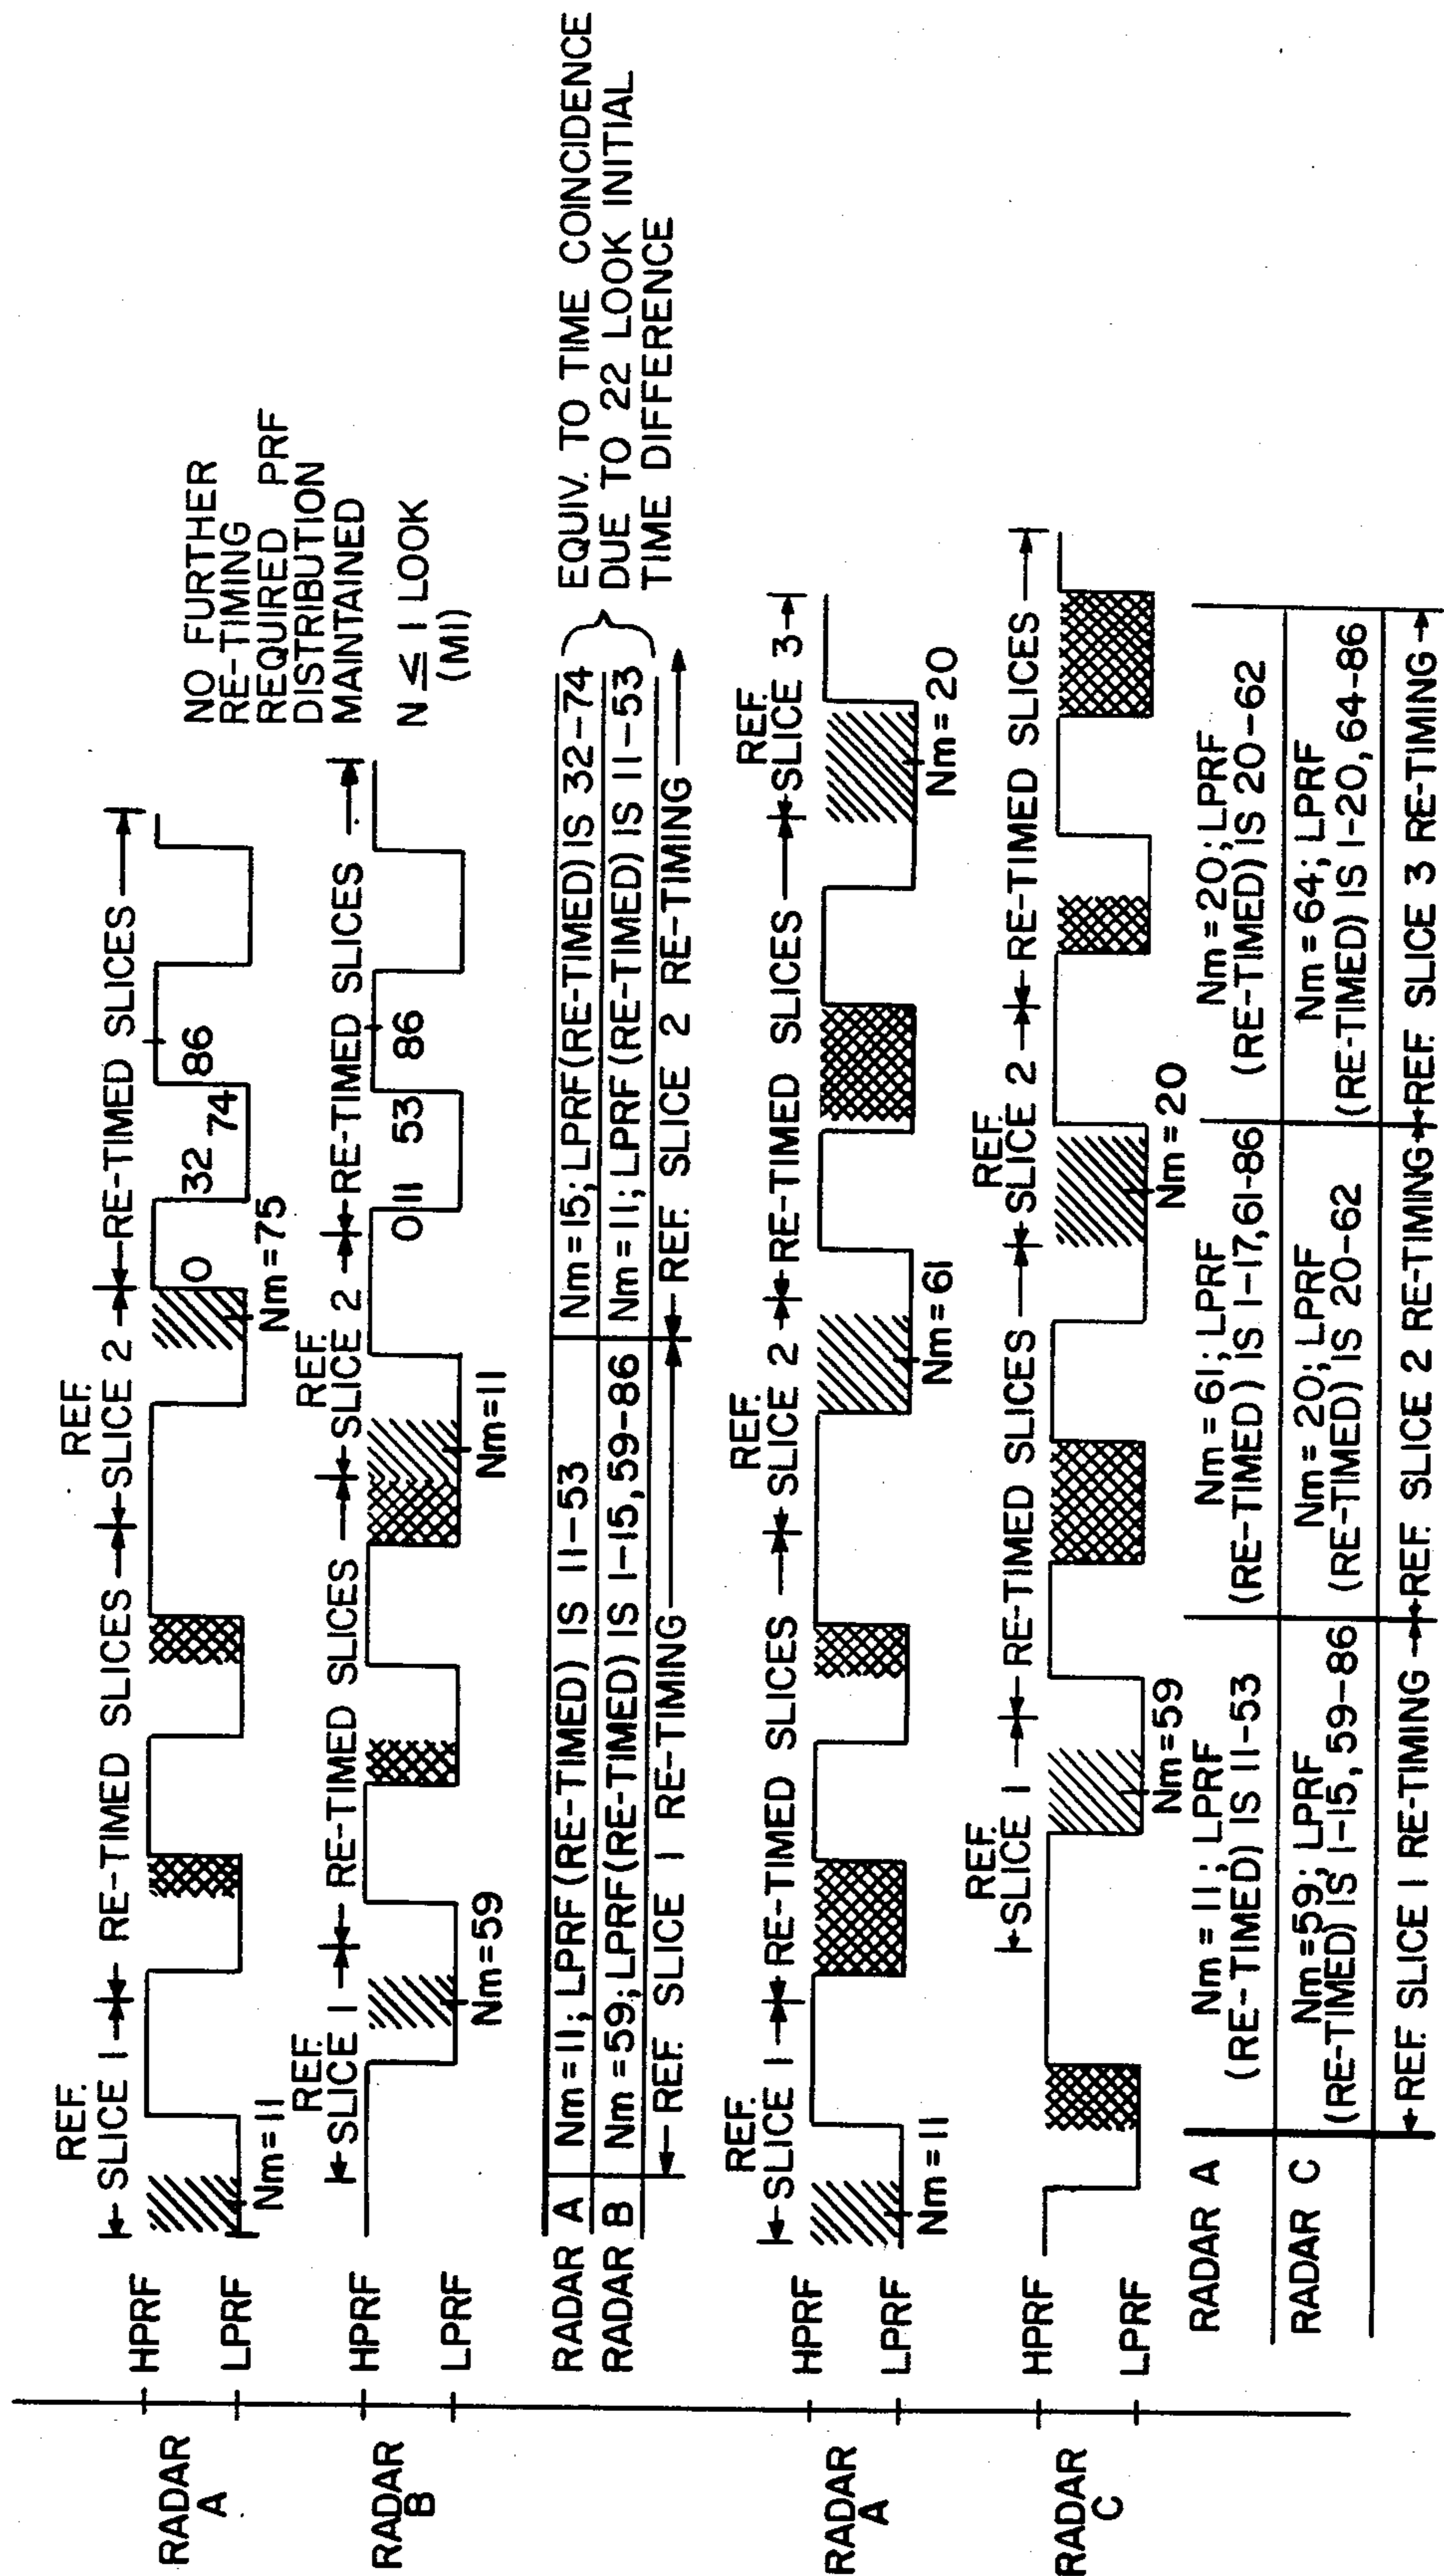 RADAR
A
HPRF
LPRF
REF.
SLICE 1
RE-TIMED SLICES
REF.
SLICE 2
RE-TIMED SLICES
Nm=11
Nm=75
0
32
74
86
NO FURTHER
RE-TIMING
REQUIRED PRF
DISTRIBUTION
MAINTAINED
N ≤ 1 LOOK
(M1)
RADAR
B
HPRF
LPRF
REF.
SLICE 1
RE-TIMED SLICES
REF.
SLICE 2
RE-TIMED SLICES
Nm=59
Nm=11
0
11
53
86
RADAR A Nm=11; LPRF (RE-TIMED) IS 11-53 Nm=15; LPRF (RE-TIMED) IS 32-74
RADAR B Nm=59; LPRF (RE-TIMED) IS 1-15, 59-86 Nm=11; LPRF (RE-TIMED) IS 11-53
REF. SLICE 1 RE-TIMING REF. SLICE 2 RE-TIMING
EQUIV. TO TIME COINCIDENCE
DUE TO 22 LOOK INITIAL
TIME DIFFERENCE
RADAR
A
HPRF
LPRF
REF.
SLICE 1
RE-TIMED SLICES
REF.
SLICE 2
RE-TIMED SLICES
REF.
SLICE 3
Nm=11
Nm=61
Nm=20
RADAR
C
HPRF
LPRF
REF.
SLICE 1
RE-TIMED SLICES
REF.
SLICE 2
RE-TIMED SLICES
Nm=59
Nm=20
RADAR A
Nm=11; LPRF
(RE-TIMED) IS 11-53
Nm=61; LPRF
(RE-TIMED) IS 1-17, 61-86
Nm=20; LPRF
(RE-TIMED) IS 20-62
RADAR C
Nm=59; LPRF
(RE-TIMED) IS 1-15, 59-86
Nm=20; LPRF
(RE-TIMED) IS 20-62
Nm=64; LPRF
(RE-TIMED) IS 1-20, 64-86
REF. SLICE 1 RE-TIMING REF. SLICE 2 RE-TIMING REF. SLICE 3 RE-TIMING